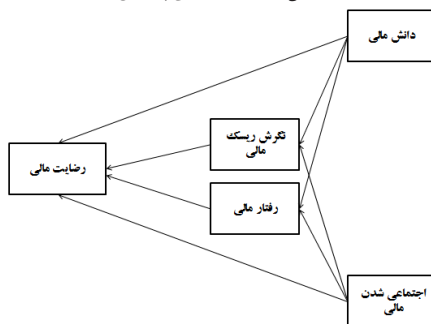 دانش مالی
نگرش ریسک
مالی
رضایت مالی
رفتار مالی
اجتماعی شدن
مالی